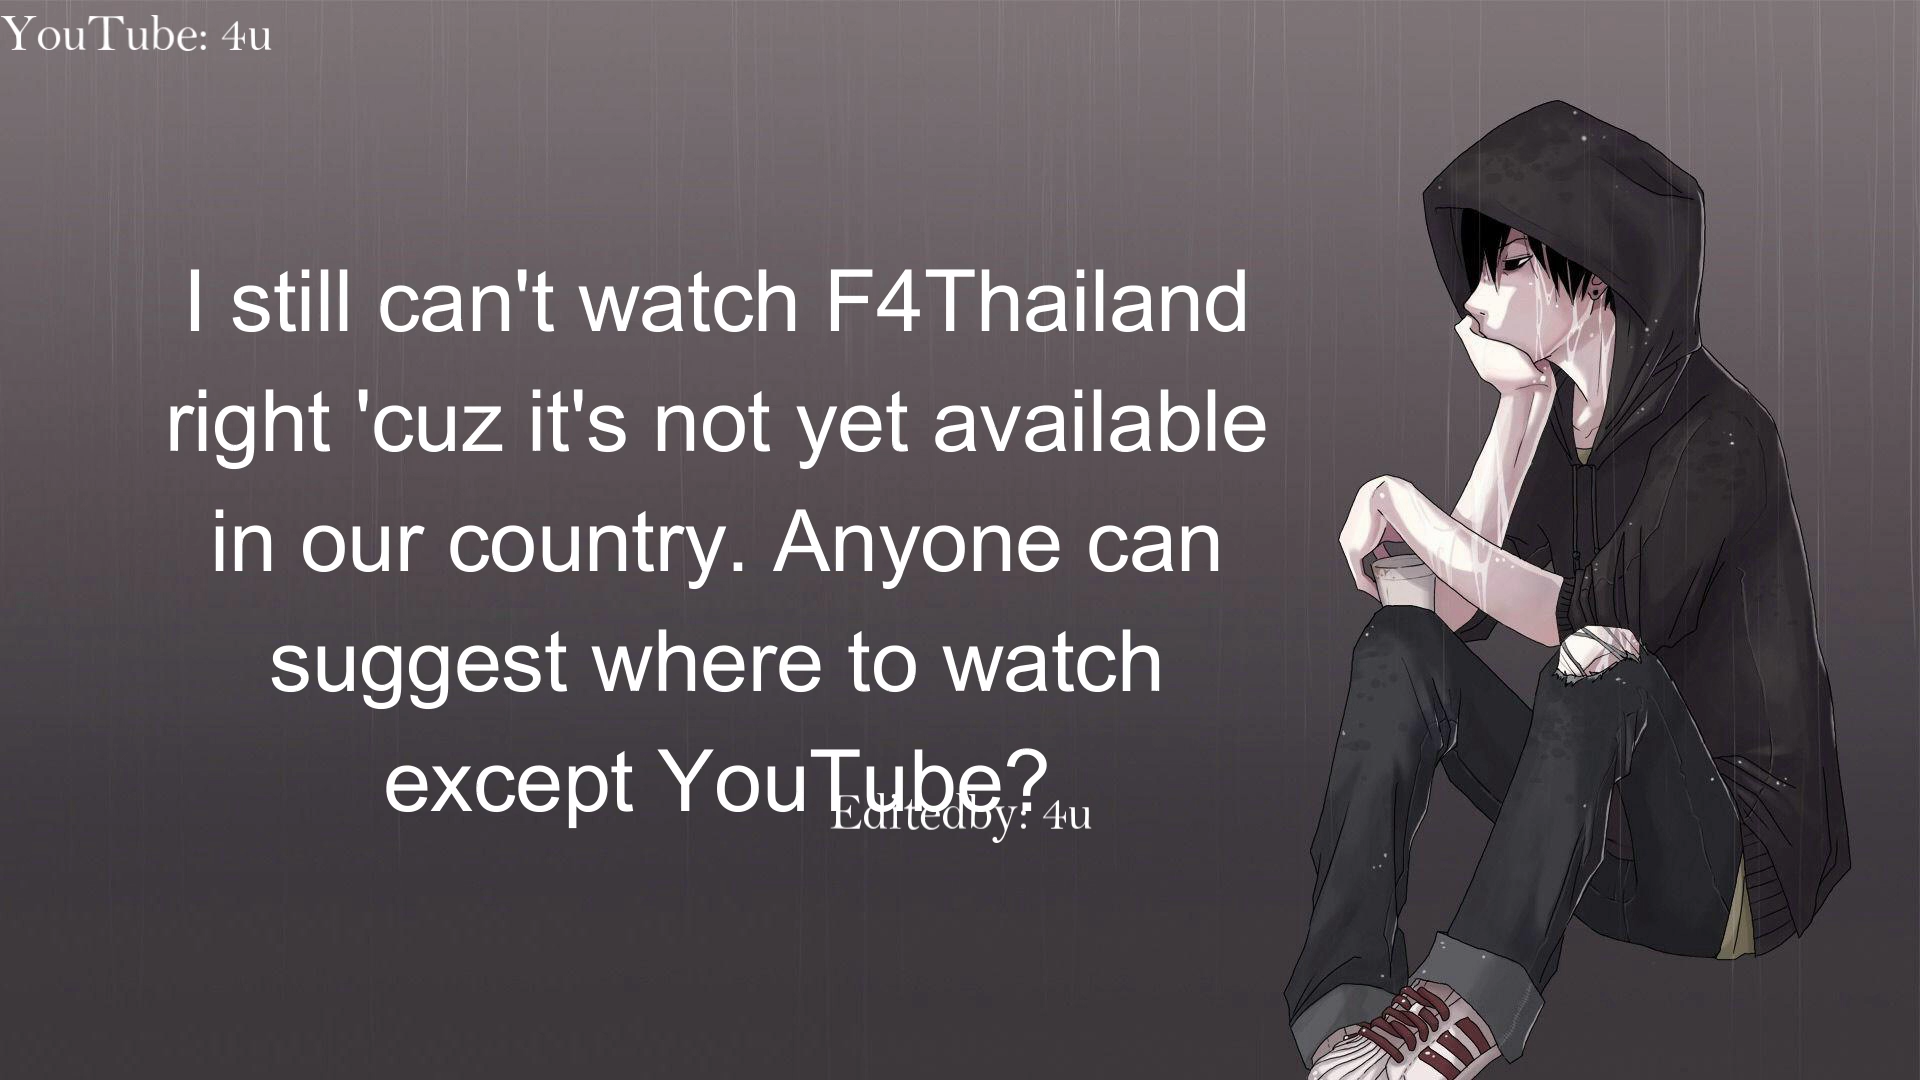 YouTube: 4u
I still can't watch F4Thailand
right 'cuz it's not yet available
in our country. Anyone can
suggest where to watch
except YouTube?
Editedby: 4u